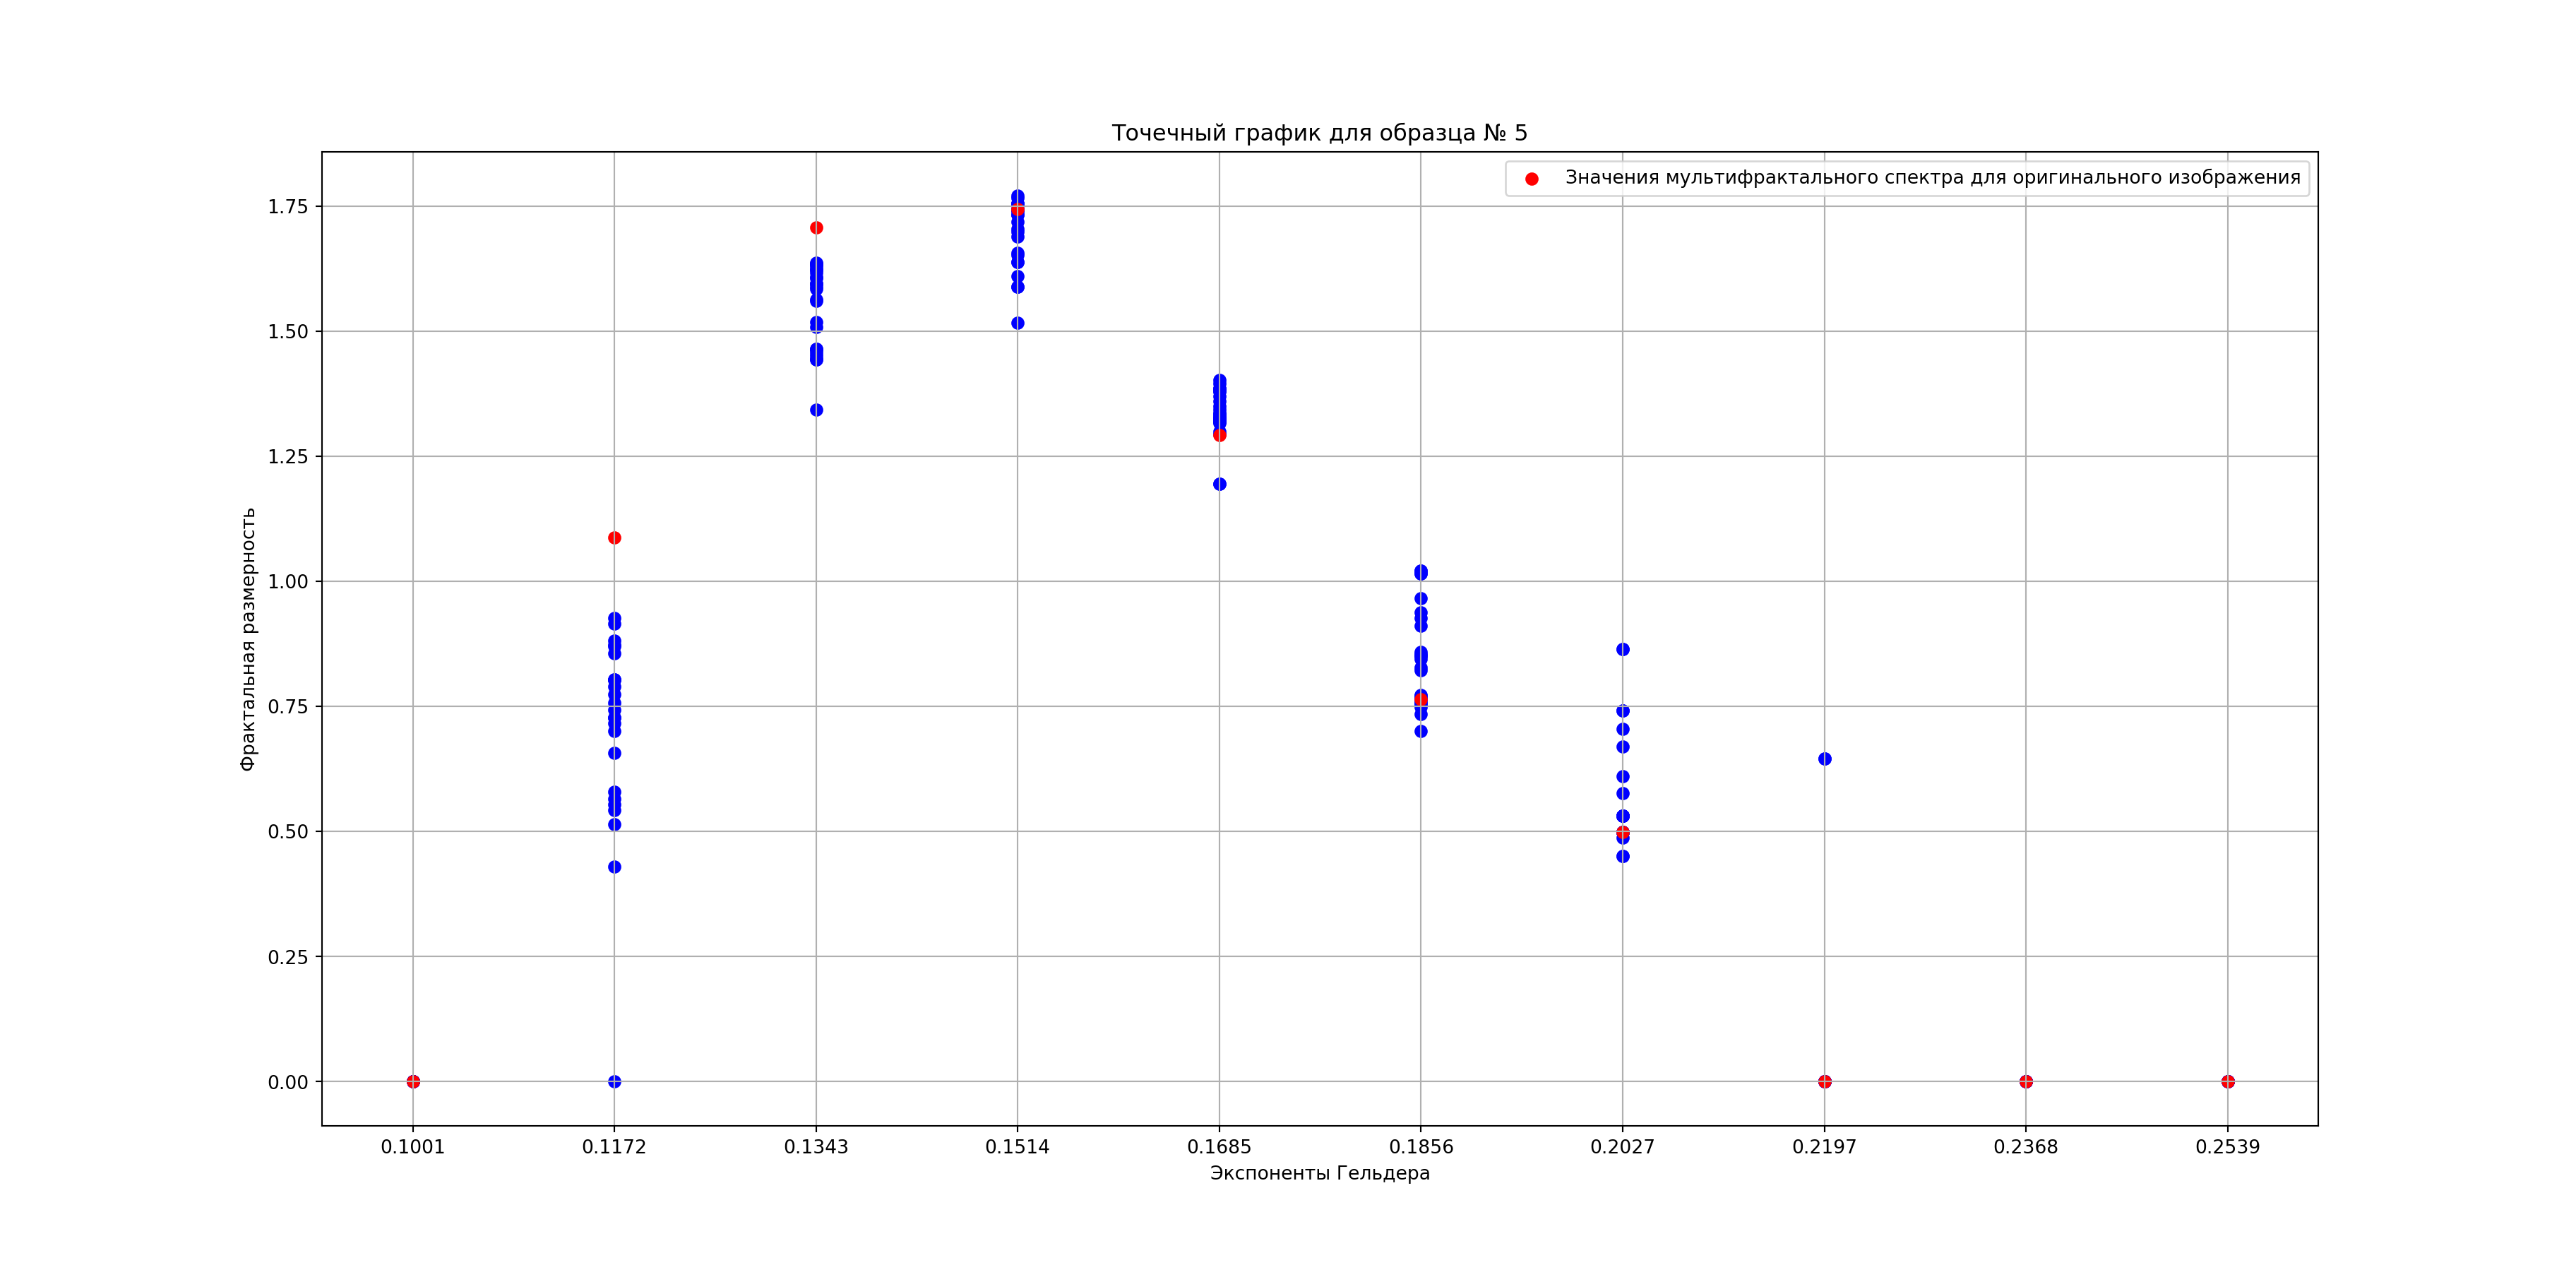 Точечный график для образца № 5
Значения мультифрактального спектра для оригинального изображения
Фрактальная размерность
1.75
1.50
1.25
1.00
0.75
0.50
0.25
0.00
0.1001 0.1172 0.1343 0.1514 0.1685 0.1856 0.2027 0.2197 0.2368 0.2539
Экспоненты Гельдера